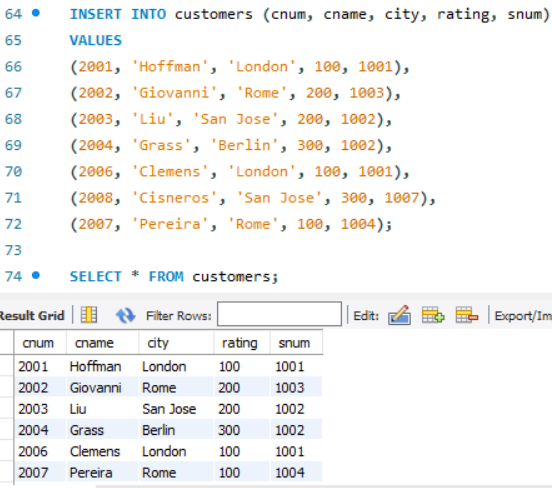 64 INSERT INTO customers (cnum, cname, city, rating, snum)
65 VALUES
66 (2001, 'Hoffman', 'London', 100, 1001),
67 (2002, 'Giovanni', 'Rome', 200, 1003),
68 (2003, 'Liu', 'San Jose', 200, 1002),
69 (2004, 'Grass', 'Berlin', 300, 1002),
70 (2006, 'Clemens', 'London', 100, 1001),
71 (2008, 'Cisneros', 'San Jose', 300, 1007),
72 (2007, 'Pereira', 'Rome', 100, 1004);
73
74 SELECT * FROM customers;
Result Grid Filter Rows: Edit: Export/Im
cnum cname city rating snum
2001 Hoffman London 100 1001
2002 Giovanni Rome 200 1003
2003 Liu San Jose 200 1002
2004 Grass Berlin 300 1002
2006 Clemens London 100 1001
2007 Pereira Rome 100 1004